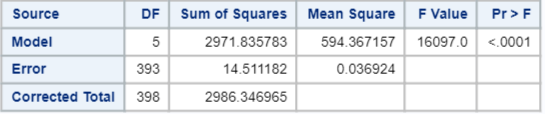 Source DF Sum of Squares Mean Square F Value Pr > F
Model 5 2971.835783 594.367157 16097.0 <.0001
Error 393 14.511182 0.036924
Corrected Total 398 2986.346965